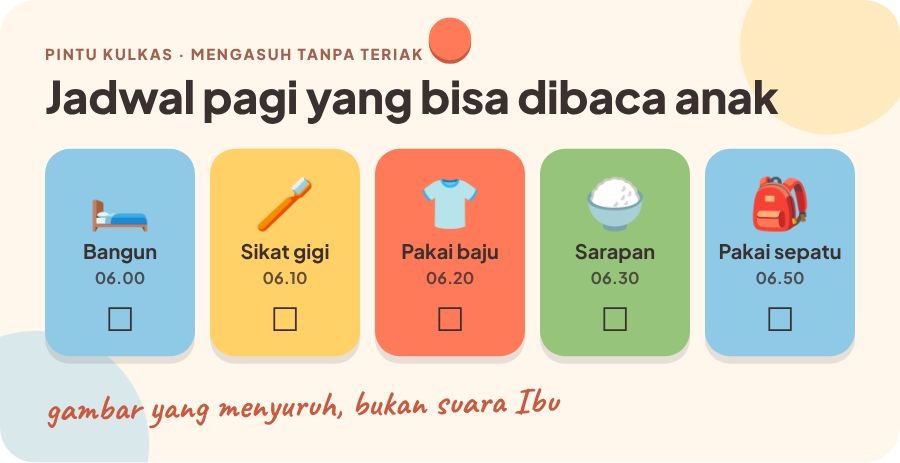 PINTU KULKAS · MENGASUH TANPA TERIAK
Jadwal pagi yang bisa dibaca anak
Bangun
06.00
Sikat gigi
06.10
Pakai baju
06.20
Sarapan
06.30
Pakai sepatu
06.50
gambar yang menyuruh, bukan suara Ibu